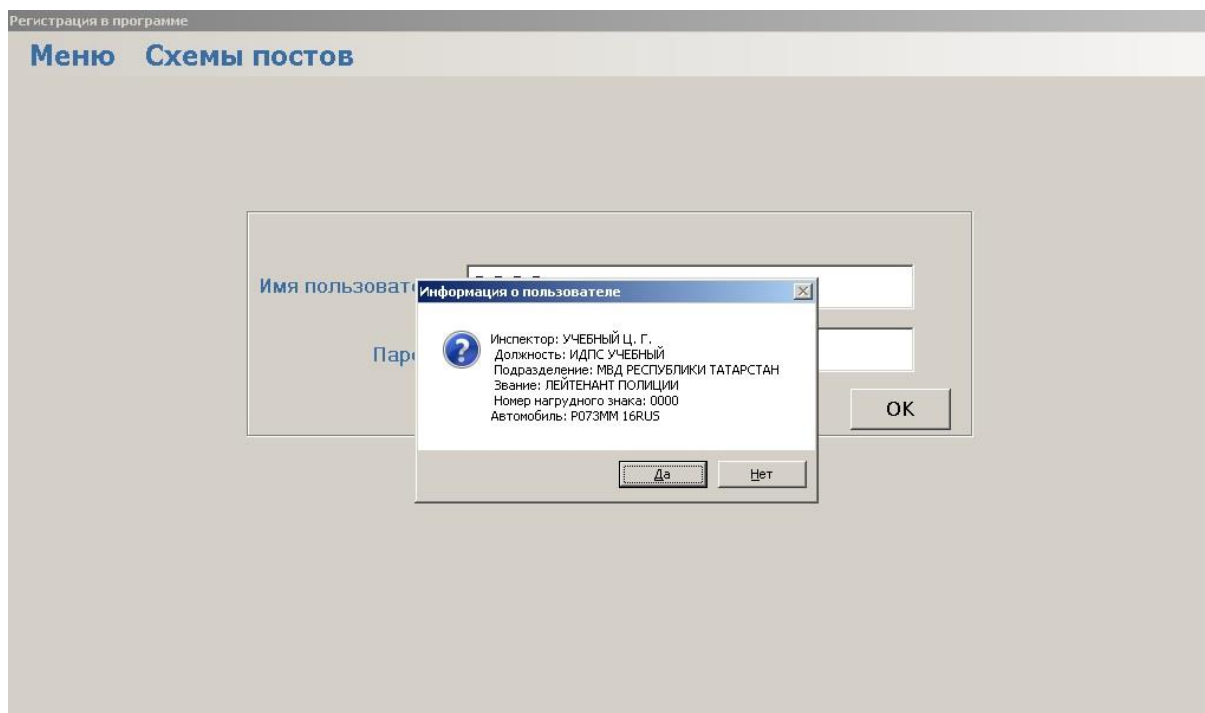 Регистрация в программе
Меню Схемы постов
Имя пользовате
Информация о пользователе
Инспектор: УЧЕБНЫЙ Ц. Г.
Должность: ИДПС УЧЕБНЫЙ
Подразделение: МВД РЕСПУБЛИКИ ТАТАРСТАН
Звание: ЛЕЙТЕНАНТ ПОЛИЦИИ
Номер нагрудного знака: 0000
Автомобиль: Р073ММ 16RUS
Паро
OK
Да Нет